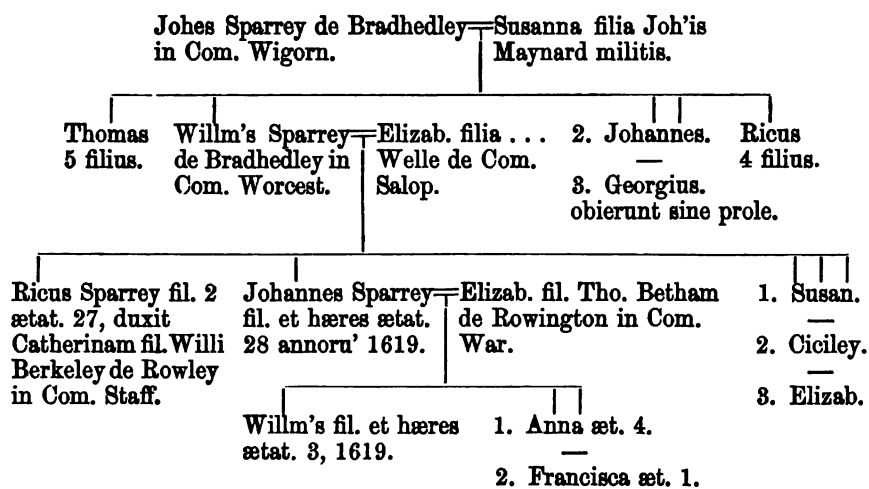 Johes Sparrey de Bradhedley
in Com. Wigorn.
Susanna filia Joh'is
Maynard militis.
Thomas
5 filius.
Willm's Sparrey
de Bradhedley in
Com. Worcest.
Elizab. filia . . .
Welle de Com.
Salop.
2. Johannes.
—
3. Georgius.
obierunt sine prole.
Ricus
4 filius.
Ricus Sparrey fil. 2
ætat. 27, duxit
Catherinam fil. Willi
Berkeley de Rowley
in Com. Staff.
Johannes Sparrey
fil. et hæres ætat.
28 annoru' 1619.
Elizab. fil. Tho. Betham
de Rowington in Com.
War.
1. Susan.
—
2. Ciciley.
—
3. Elizab.
Willm's fil. et hæres
ætat. 3, 1619.
1. Anna æt. 4.
—
2. Francisca æt. 1.